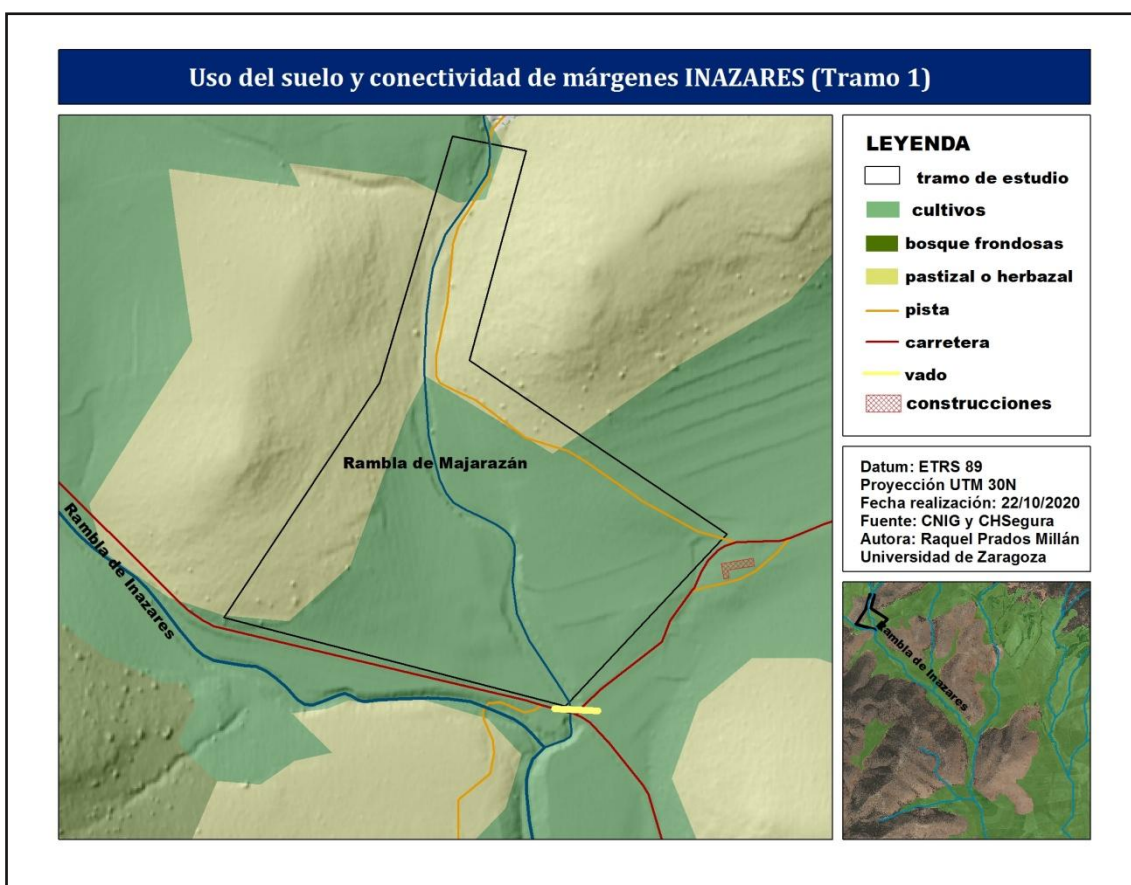 Uso del suelo y conectividad de márgenes INAZARES (Tramo 1)
Rambla de Majarazán
Rambla de Inazares
LEYENDA
tramo de estudio
cultivos
bosque frondosas
pastizal o herbazal
pista
carretera
vado
construcciones
Datum: ETRS 89
Proyección UTM 30N
Fecha realización: 22/10/2020
Fuente: CNIG y CHSegura
Autora: Raquel Prados Millán
Universidad de Zaragoza
Rambla de Inazares